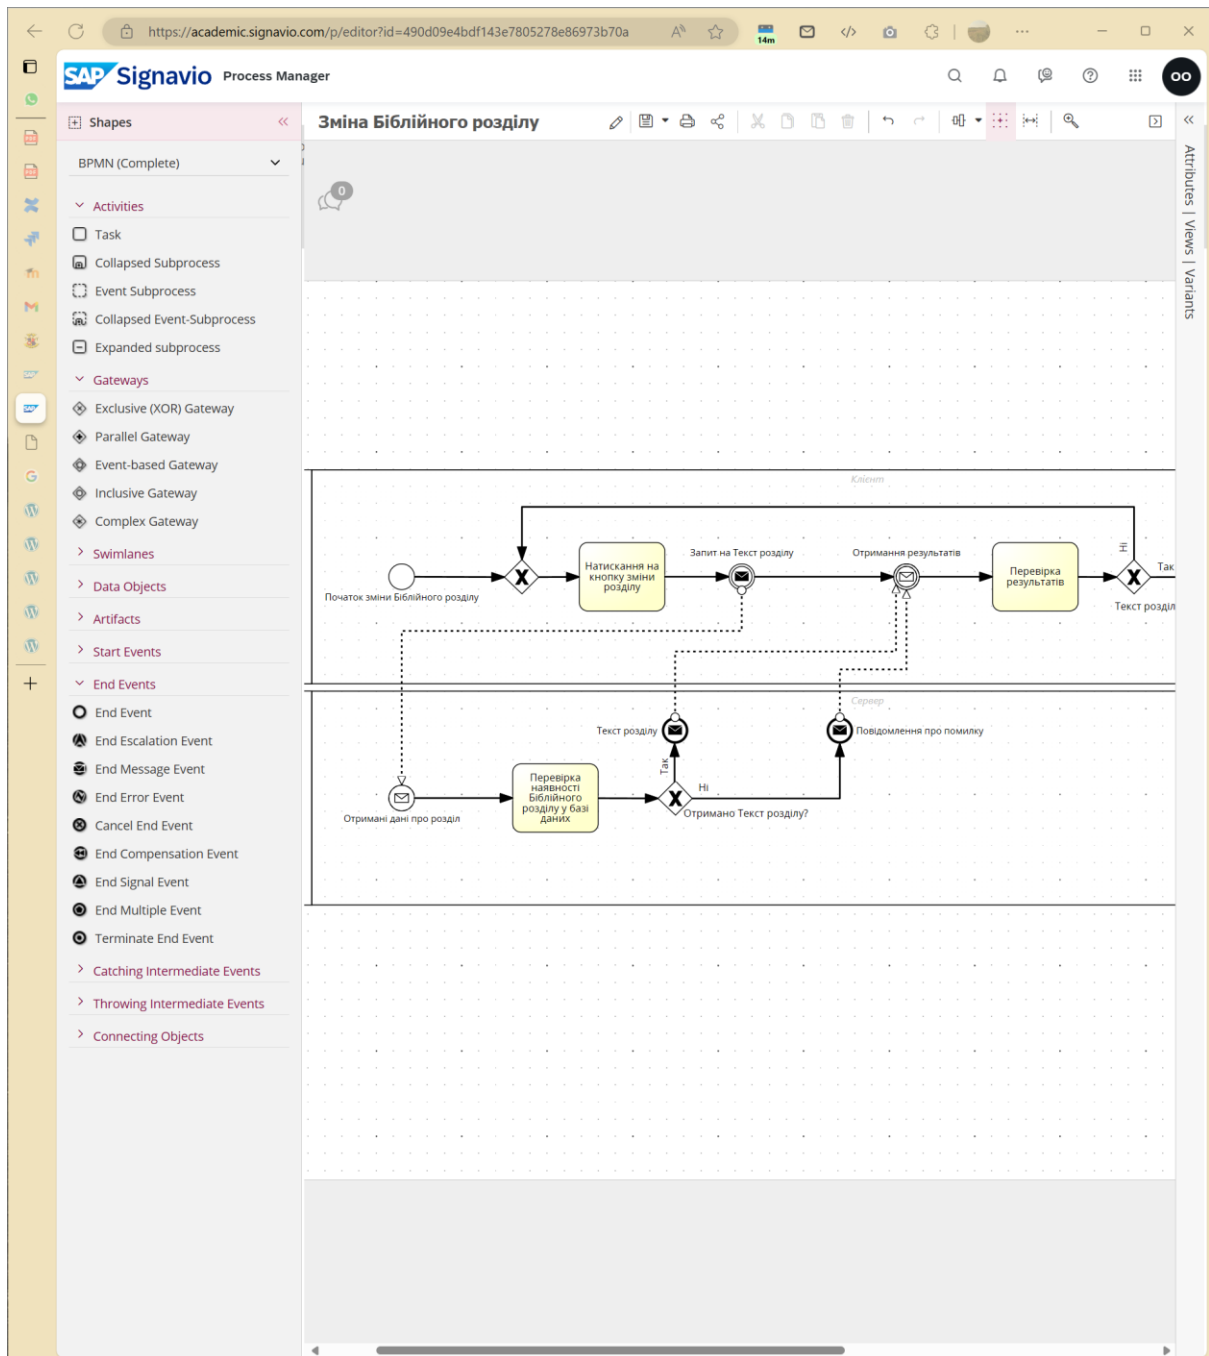 https://academic.signavio.com/p/editor?id=490d09e4bdf143e7805278e86973b70a
14m
SAP Signavio Process Manager
OO
Shapes
Зміна Біблійного розділу
BPMN (Complete)
0
Attributes | Views | Variants
Activities
Task
Collapsed Subprocess
Event Subprocess
Collapsed Event-Subprocess
Expanded subprocess
Gateways
Exclusive (XOR) Gateway
Parallel Gateway
Event-based Gateway
Inclusive Gateway
Complex Gateway
Swimlanes
Data Objects
Artifacts
Start Events
End Events
End Event
End Escalation Event
End Message Event
End Error Event
Cancel End Event
End Compensation Event
End Signal Event
End Multiple Event
Terminate End Event
Catching Intermediate Events
Throwing Intermediate Events
Connecting Objects
Клієнт
Початок зміни Біблійного розділу
Натискання на
кнопку зміни
розділу
Запит на Текст розділу
Отримання результатів
Перевірка
результатів
Ні
Так
Текст розділ
Сервер
Текст розділу
Повідомлення про помилку
Так
Ні
Отримані дані про розділ
Перевірка
наявності
Біблійного
розділу у базі
даних
Отримано Текст розділу?